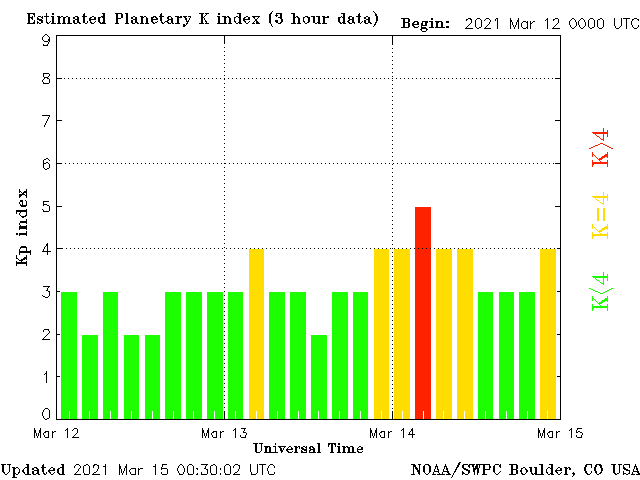 Estimated Planetary K index (3 hour data)
Begin: 2021 Mar 12 0000 UTC
9
8
7
6
5
4
3
2
1
0
Kp index
K>4
K=4
K<4
Mar 12
Mar 13
Mar 14
Mar 15
Universal Time
Updated 2021 Mar 15 00:30:02 UTC
NOAA/SWPC Boulder, CO USA